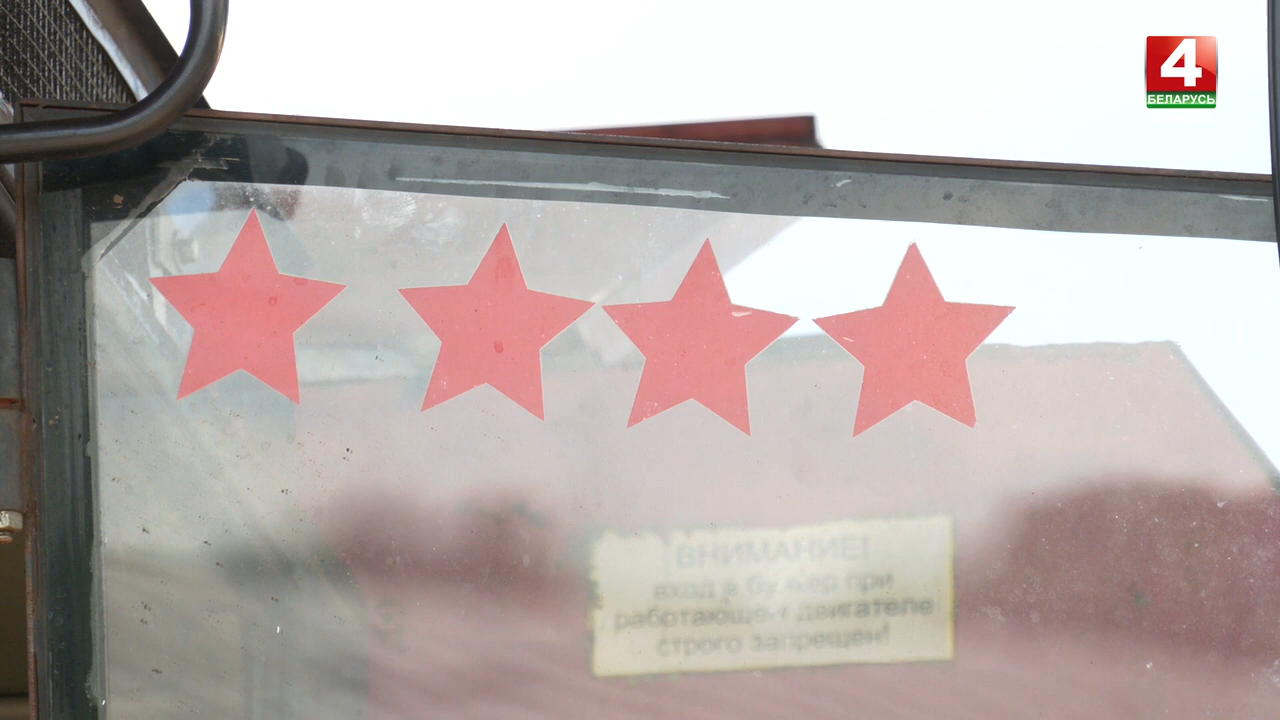 4
БЕЛАРУСЬ
ВНИМАНИЕ!
вход в бункер при
работающем двигателе
строго запрещен!